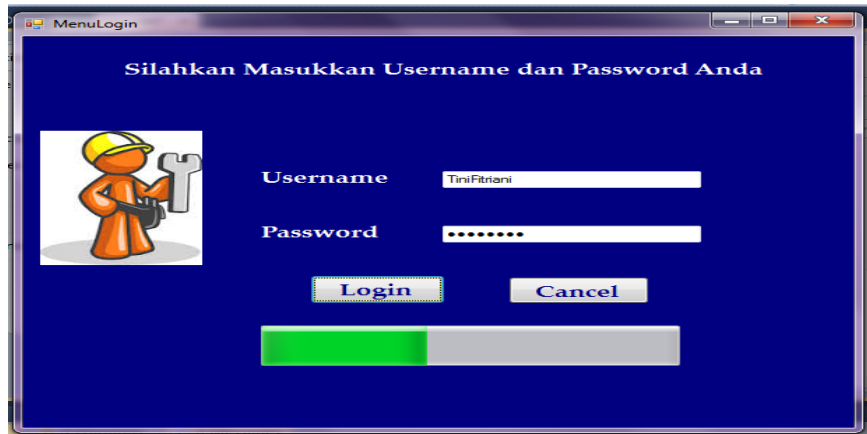 MenuLogin
Silahkan Masukkan Username dan Password Anda
Username TiniFitriani
Password ••••••••
Login Cancel